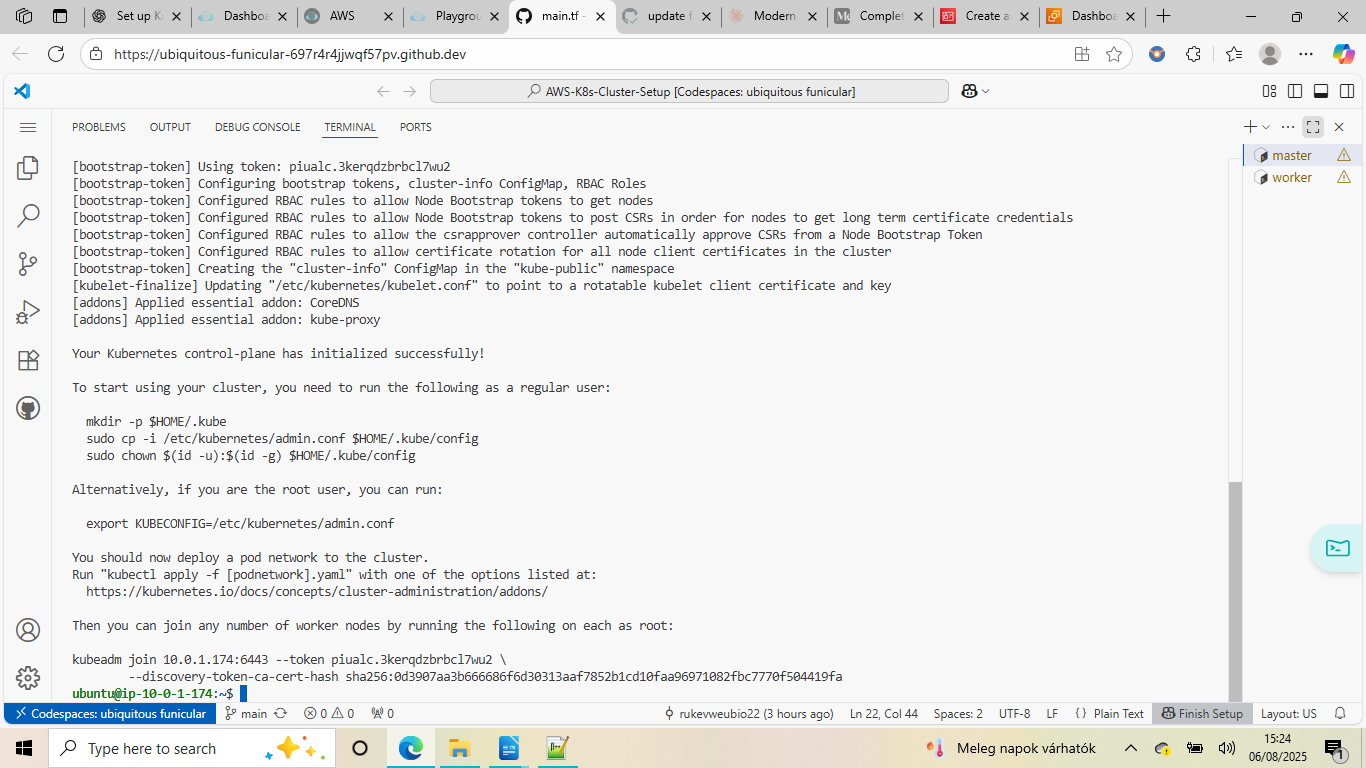 Set up K
Dashboa
AWS
Playgrou
main.tf -
update f
Modern
Complet
Create a
Dashboa
https://ubiquitous-funicular-697r4r4jjwqf57pv.github.dev
AWS-K8s-Cluster-Setup [Codespaces: ubiquitous funicular]
PROBLEMS OUTPUT DEBUG CONSOLE TERMINAL PORTS
master
worker
[bootstrap-token] Using token: piualc.3kerqdzbrbcl7wu2
[bootstrap-token] Configuring bootstrap tokens, cluster-info ConfigMap, RBAC Roles
[bootstrap-token] Configured RBAC rules to allow Node Bootstrap tokens to get nodes
[bootstrap-token] Configured RBAC rules to allow Node Bootstrap tokens to post CSRs in order for nodes to get long term certificate credentials
[bootstrap-token] Configured RBAC rules to allow the csrapprover controller automatically approve CSRs from a Node Bootstrap Token
[bootstrap-token] Configured RBAC rules to allow certificate rotation for all node client certificates in the cluster
[bootstrap-token] Creating the "cluster-info" ConfigMap in the "kube-public" namespace
[kubelet-finalize] Updating "/etc/kubernetes/kubelet.conf" to point to a rotatable kubelet client certificate and key
[addons] Applied essential addon: CoreDNS
[addons] Applied essential addon: kube-proxy
Your Kubernetes control-plane has initialized successfully!
To start using your cluster, you need to run the following as a regular user:
mkdir -p $HOME/.kube
sudo cp -i /etc/kubernetes/admin.conf $HOME/.kube/config
sudo chown $(id -u):$(id -g) $HOME/.kube/config
Alternatively, if you are the root user, you can run:
export KUBECONFIG=/etc/kubernetes/admin.conf
You should now deploy a pod network to the cluster.
Run "kubectl apply -f [podnetwork].yaml" with one of the options listed at:
https://kubernetes.io/docs/concepts/cluster-administration/addons/
Then you can join any number of worker nodes by running the following on each as root:
kubeadm join 10.0.1.174:6443 --token piualc.3kerqdzbrbcl7wu2 \
--discovery-token-ca-cert-hash sha256:0d3907aa3b666686f6d30313aaf7852b1cd10faa96971082fbc7770f504419fa
ubuntu@ip-10-0-1-174:~$
Codespaces: ubiquitous funicular main 0 0 0 rukevweubio22 (3 hours ago) Ln 22, Col 44 Spaces: 2 UTF-8 LF {} Plain Text Finish Setup Layout: US
Type here to search
Meleg napok várhatók
15:24
06/08/2025
1